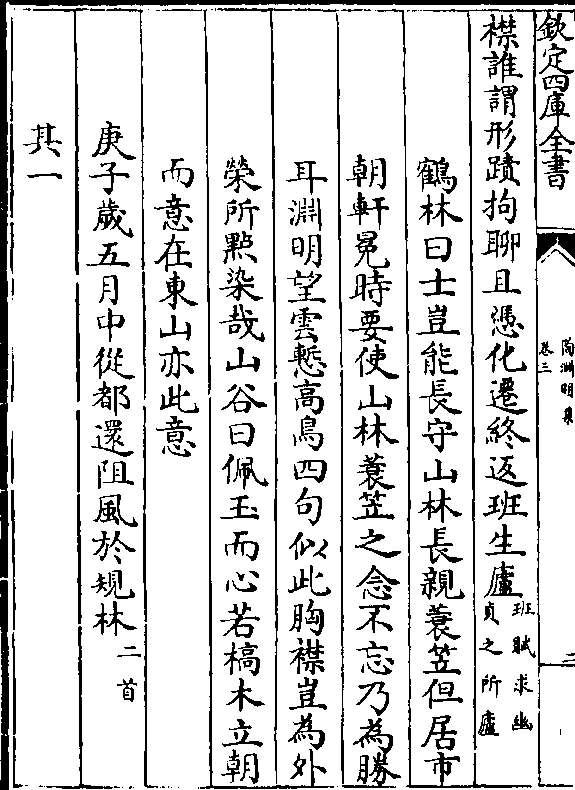 欽定四庫全書
陶淵明集
卷三
二
襟誰謂形蹟拘聊且憑化遷終返班生廬班賦求幽
貞之所廬
鶴林曰士豈能長守山林長親蓑笠但居市
朝軒冕時要使山林蓑笠之念不忘乃為勝
耳淵明望雲慙高鳥四句似此胸襟豈為外
榮所點染哉山谷曰佩玉而心若槁木立朝
而意在東山亦此意
庚子歲五月中從都還阻風於規林二首
其一